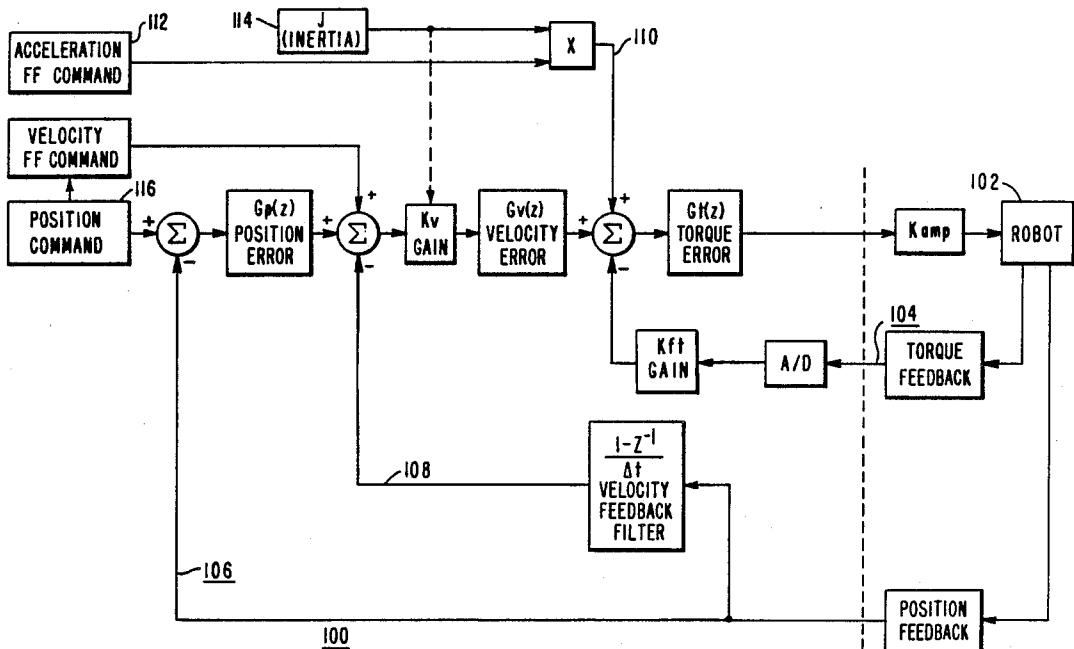 112
114
J
(INERTIA)
ACCELERATION
FF COMMAND
X
110
VELOCITY
FF COMMAND
116
POSITION
COMMAND
+
Σ
-
Gp(z)
POSITION
ERROR
+
+
Σ
-
Kv
GAIN
Gv(z)
VELOCITY
ERROR
+
+
Σ
-
Gt(z)
TORQUE
ERROR
Kamp
102
ROBOT
104
TORQUE
FEEDBACK
A/D
Kft
GAIN
1-Z⁻¹
Δt
VELOCITY
FEEDBACK
FILTER
108
106
100
POSITION
FEEDBACK